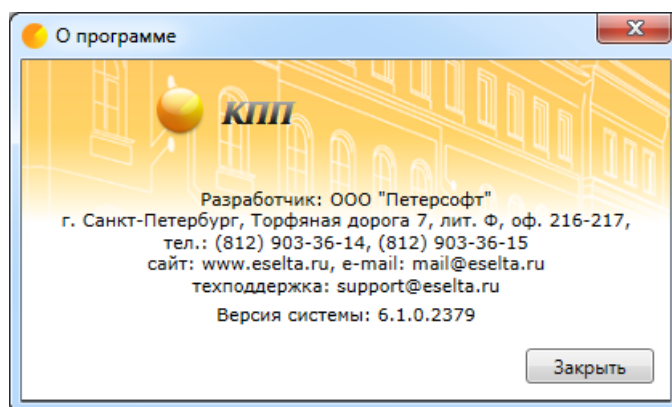 О программе
КПП
Разработчик: ООО "Петерсофт"
г. Санкт-Петербург, Торфяная дорога 7, лит. Ф, оф. 216-217,
тел.: (812) 903-36-14, (812) 903-36-15
сайт: www.eselta.ru, e-mail: mail@eselta.ru
техподдержка: support@eselta.ru
Версия системы: 6.1.0.2379
Закрыть